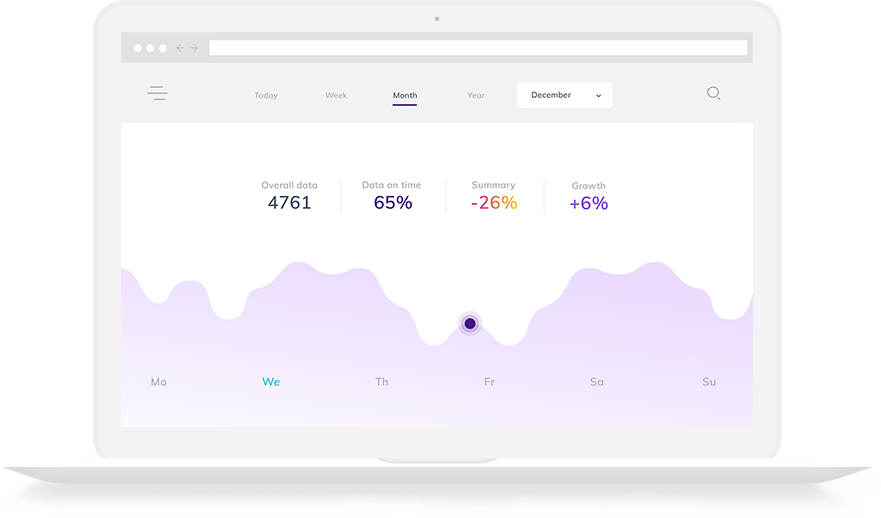 Today Week Month Year December
Overall data Data on time Summary Growth
4761 65% -26% +6%
Mo We Th Fr Sa Su